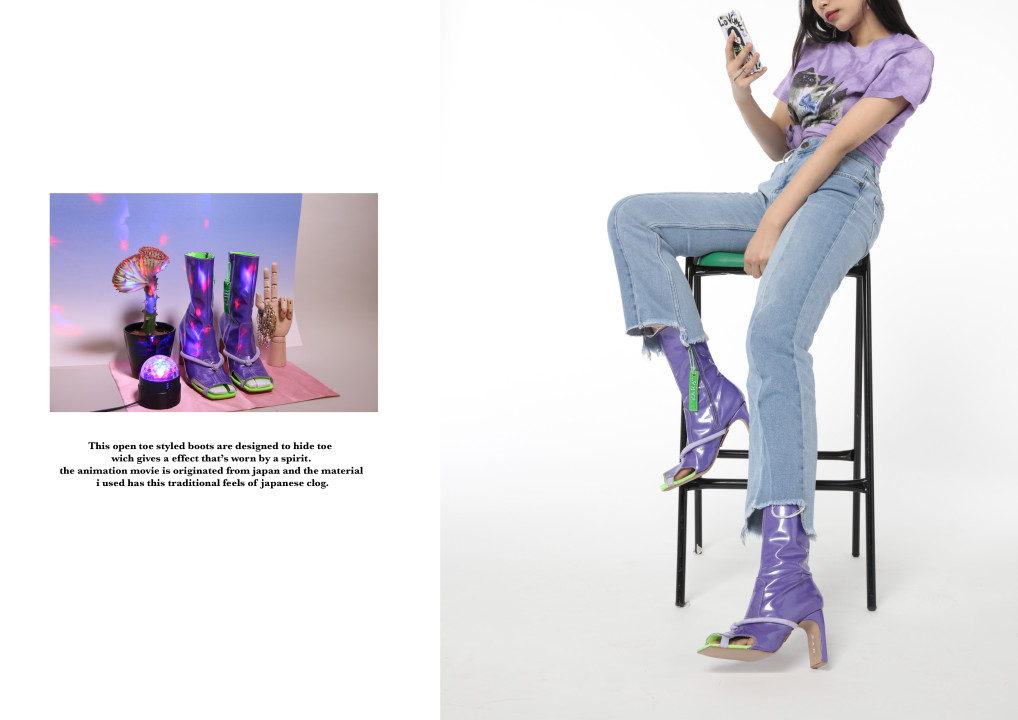 This open toe styled boots are designed to hide toe
wich gives a effect that's worn by a spirit.
the animation movie is originated from japan and the material
i used has this traditional feels of japanese clog.